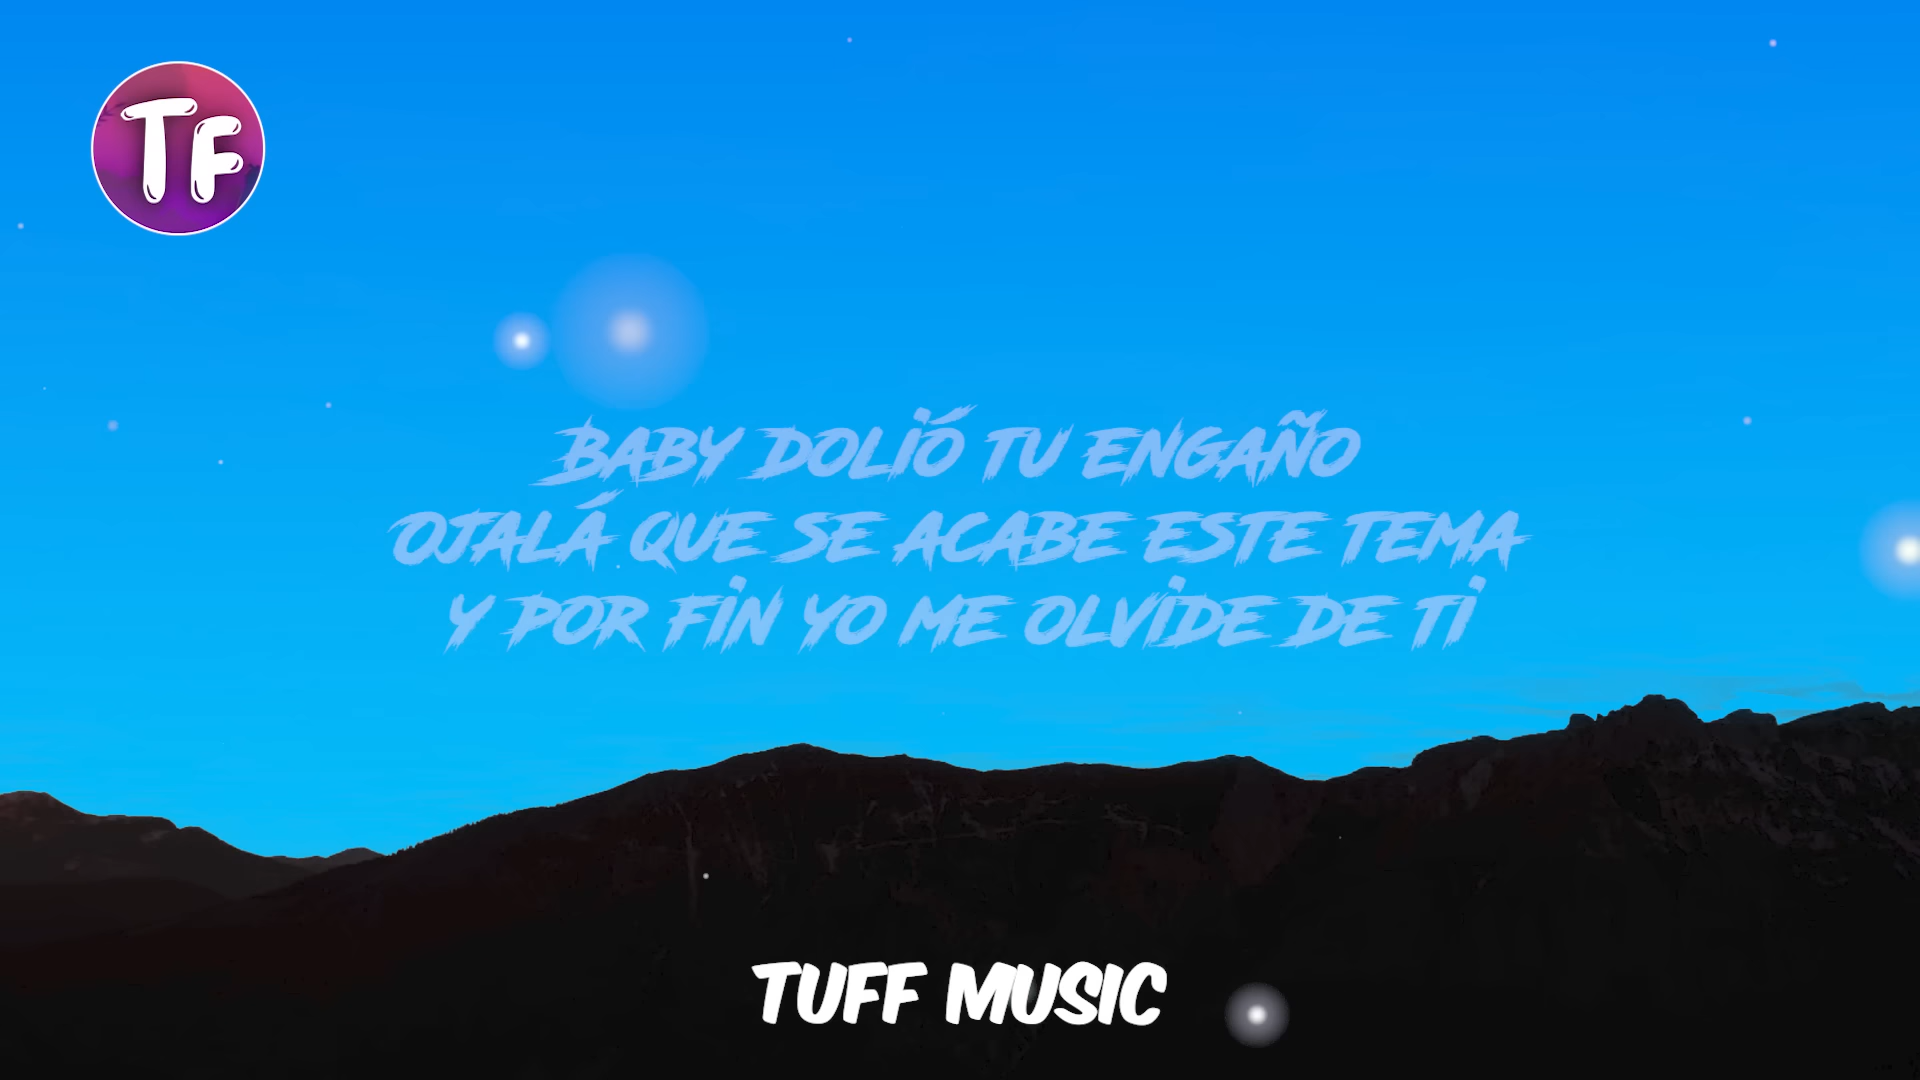 TF
BABY DOLIÓ TU ENGAÑO
OJALÁ QUE SE ACABE ESTE TEMA
Y POR FIN YO ME OLVIDE DE TI
TUFF MUSIC